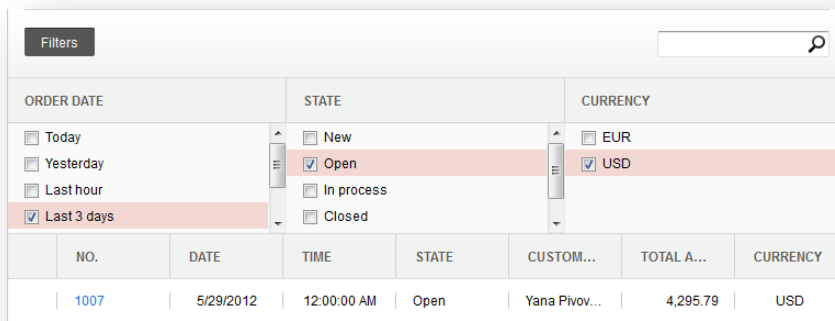 Filters
ORDER DATE STATE CURRENCY
Today New EUR
Yesterday Open USD
Last hour In process
Last 3 days Closed
NO. DATE TIME STATE CUSTOM... TOTAL A... CURRENCY
1007 5/29/2012 12:00:00 AM Open Yana Pivov... 4,295.79 USD